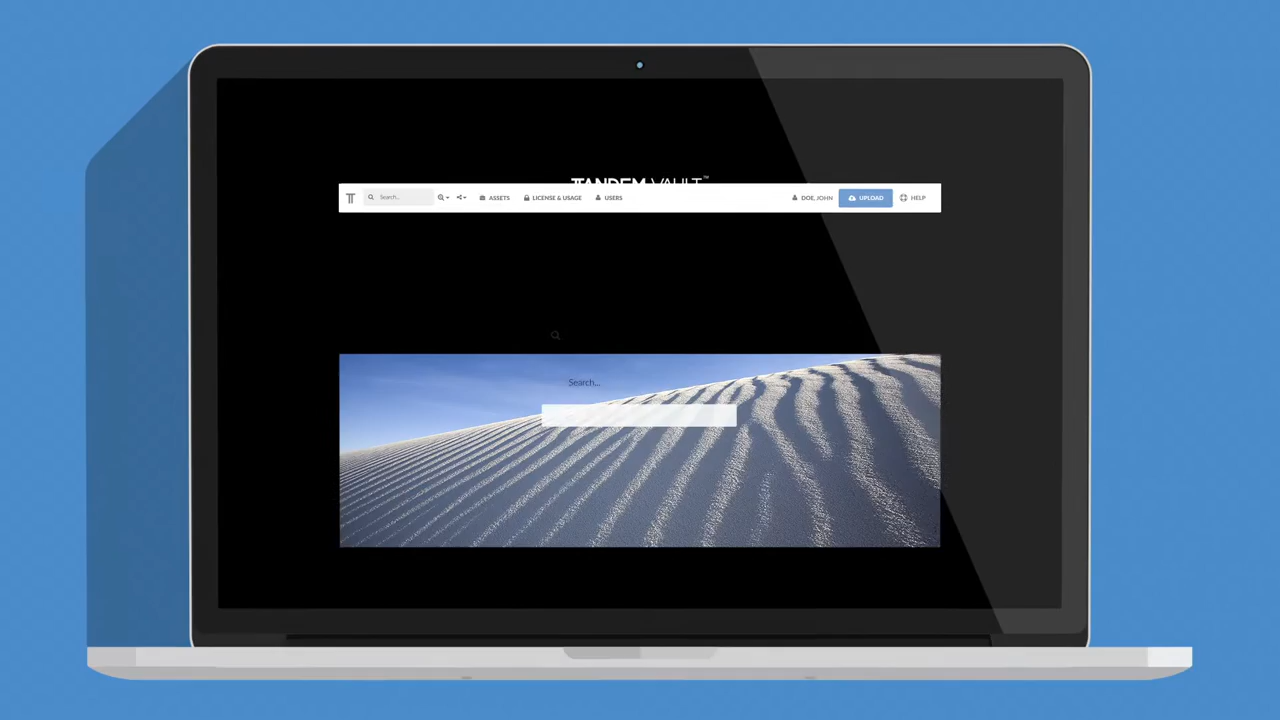 TANDEM VAULT™
Search... ASSETS LICENSE & USAGE USERS DOE, JOHN UPLOAD HELP
Search...